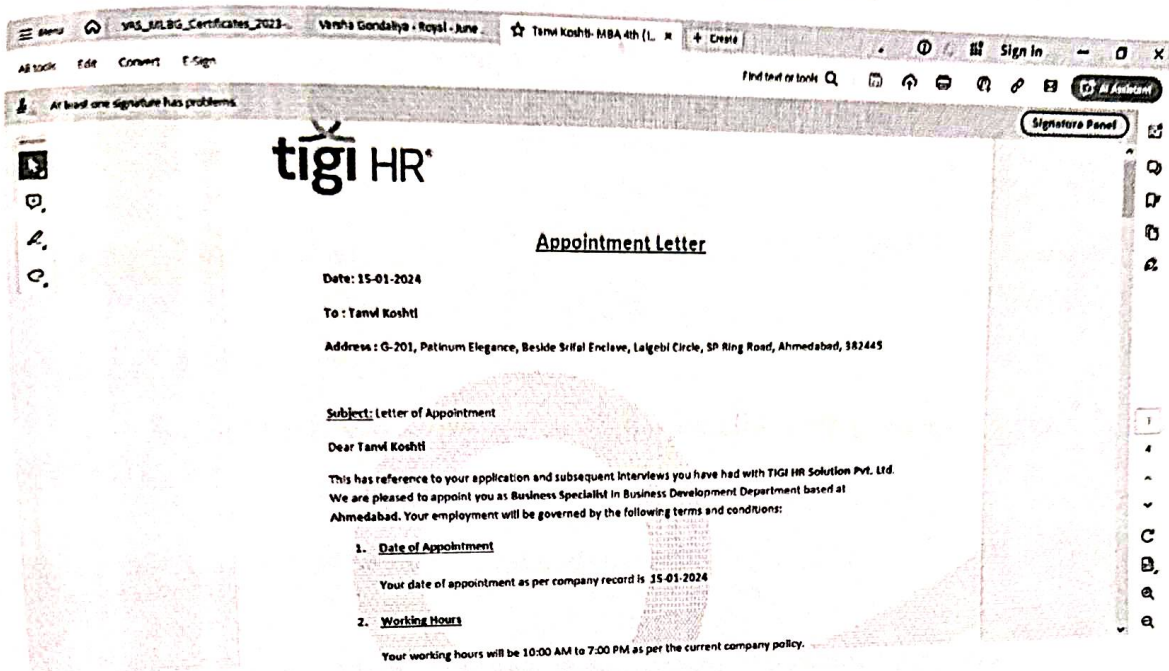 Menu
VAS_MLBG_Certificates_2023-...
Varsha Gondaliya - Royal - June ...
Tanvi Koshti- MBA 4th (... ×
+ Create
Sign in
All tools Edit Convert E-Sign
Find text or tools
AI Assistant
At least one signature has problems.
Signature Panel
tigi HR
Appointment Letter
Date: 15-01-2024
To : Tanvi Koshti
Address : G-201, Patinum Elegance, Beside Srifal Enclave, Lalgebi Circle, SP Ring Road, Ahmedabad, 382445
Subject: Letter of Appointment
Dear Tanvi Koshti
This has reference to your application and subsequent interviews you have had with TIGI HR Solution Pvt. Ltd.
We are pleased to appoint you as Business Specialist in Business Development Department based at
Ahmedabad. Your employment will be governed by the following terms and conditions:
1. Date of Appointment
Your date of appointment as per company record is 15-01-2024
2. Working Hours
Your working hours will be 10:00 AM to 7:00 PM as per the current company policy.
1
4